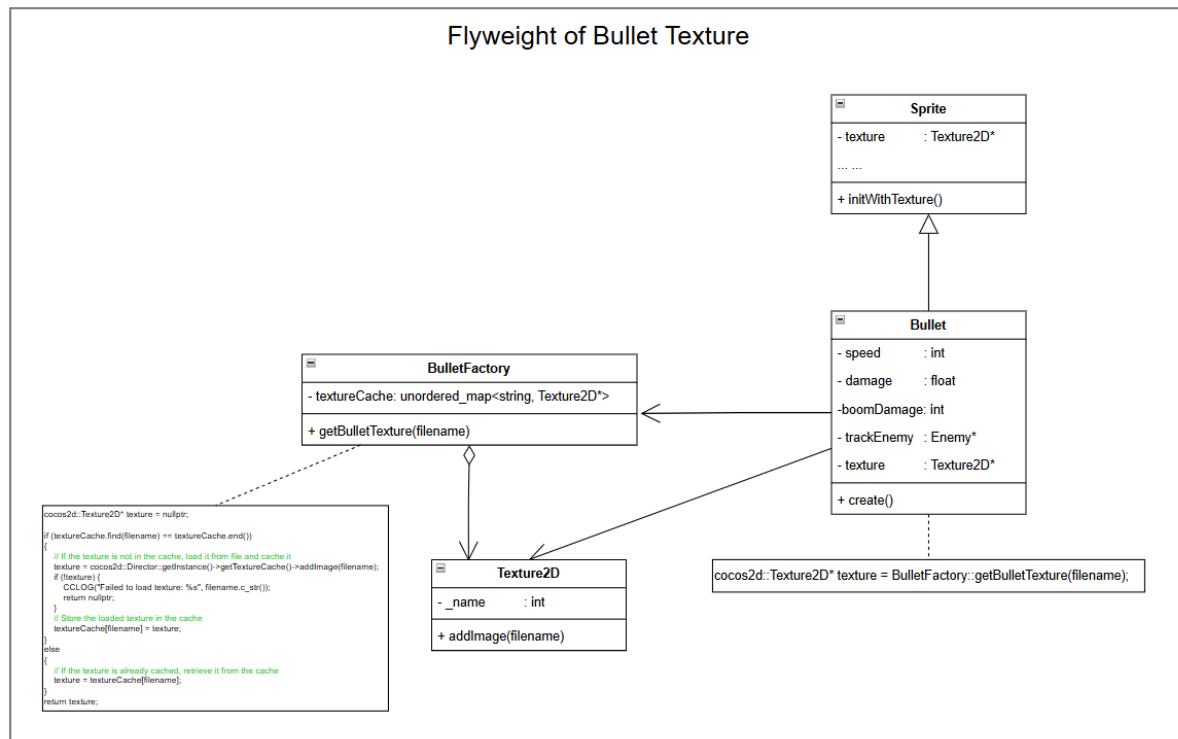 Flyweight of Bullet Texture
Sprite
- texture : Texture2D*
... ...
+ initWithTexture()
Bullet
- speed : int
- damage : float
-boomDamage: int
- trackEnemy : Enemy*
- texture : Texture2D*
+ create()
BulletFactory
- textureCache: unordered_map<string, Texture2D*>
+ getBulletTexture(filename)
cocos2d::Texture2D* texture = nullptr;
if (textureCache.find(filename) == textureCache.end())
{
// If the texture is not in the cache, load it from file and cache it
texture = cocos2d::Director::getInstance()->getTextureCache()->addImage(filename);
if (!texture) {
CCLOG("Failed to load texture: %s", filename.c_str());
return nullptr;
}
// Store the loaded texture in the cache
textureCache[filename] = texture;
}
else
{
// If the texture is already cached, retrieve it from the cache
texture = textureCache[filename];
}
return texture;
Texture2D
- _name : int
+ addImage(filename)
cocos2d::Texture2D* texture = BulletFactory::getBulletTexture(filename);